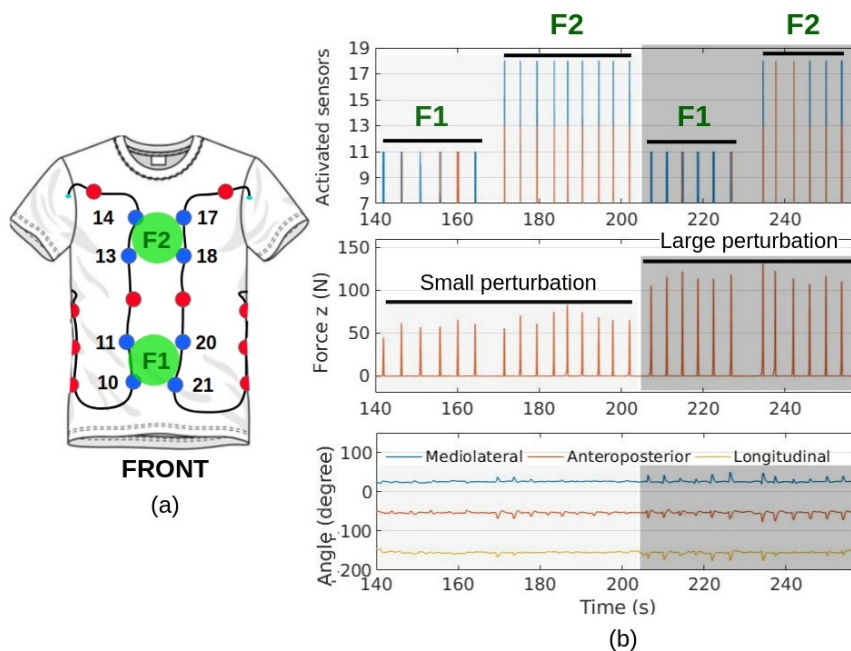 14
17
F2
13
18
11
20
F1
10
21
FRONT
(a)
F2
F2
F1
F1
Activated sensors
19
17
15
13
11
9
7
140 160 180 200 220 240
Small perturbation
Large perturbation
Force z (N)
150
100
50
0
140 160 180 200 220 240
Mediolateral Anteroposterior Longitudinal
Angle (degree)
100
0
-100
-200
140 160 180 200 220 240
Time (s)
(b)